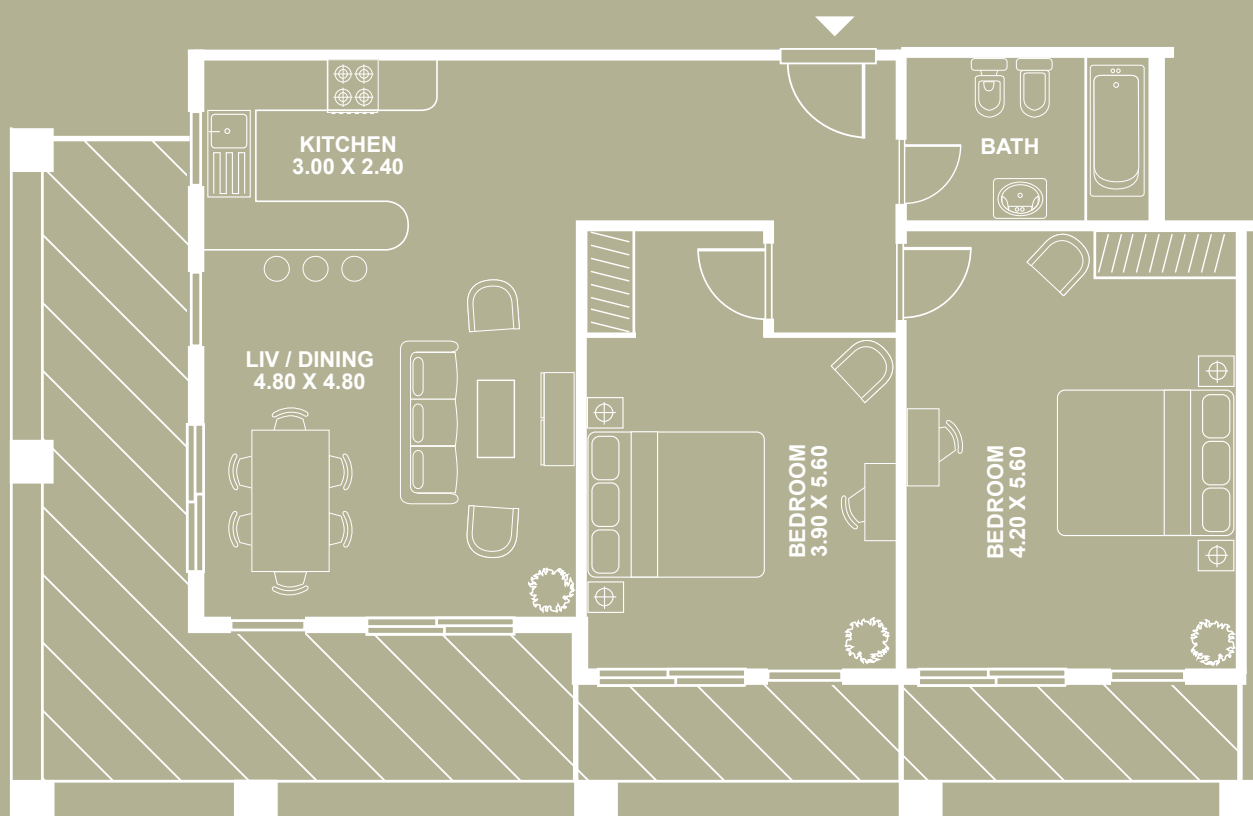 KITCHEN
3.00 X 2.40
BATH
LIV / DINING
4.80 X 4.80
BEDROOM
3.90 X 5.60
BEDROOM
4.20 X 5.60